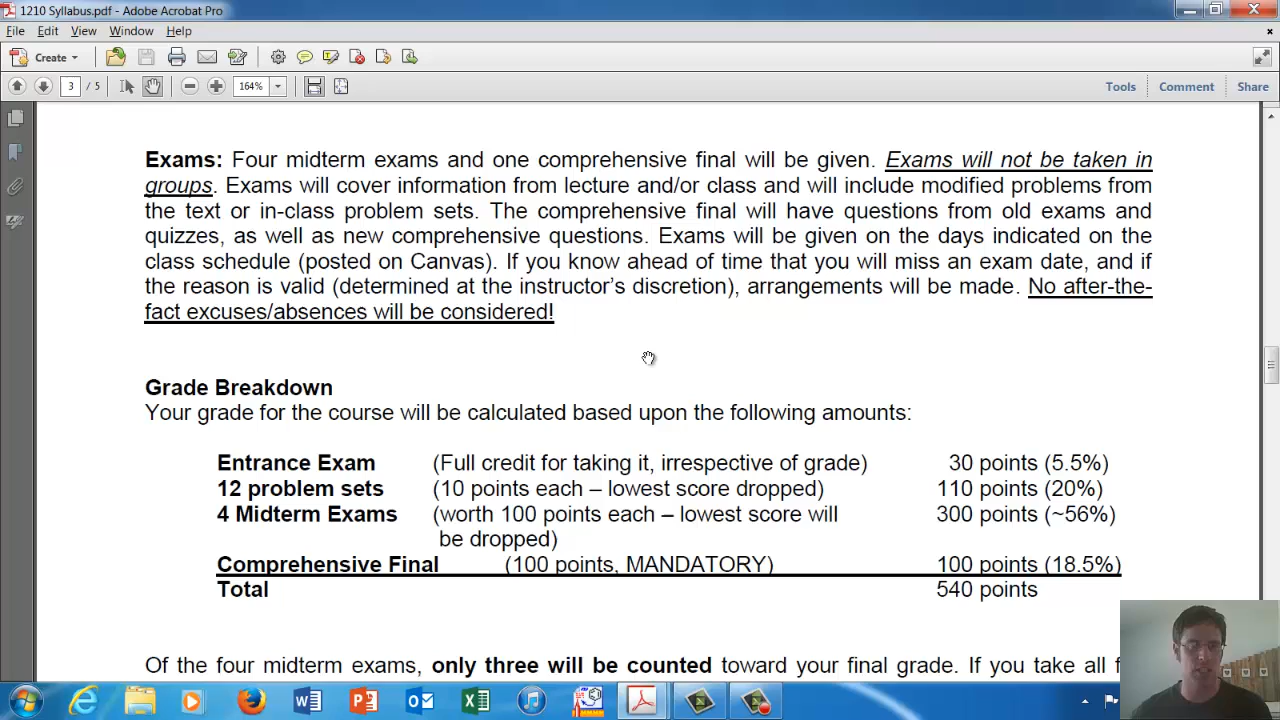 1210 Syllabus.pdf - Adobe Acrobat Pro
File Edit View Window Help
Create
3 / 5 164% Tools Comment Share
Exams: Four midterm exams and one comprehensive final will be given. Exams will not be taken in
groups. Exams will cover information from lecture and/or class and will include modified problems from
the text or in-class problem sets. The comprehensive final will have questions from old exams and
quizzes, as well as new comprehensive questions. Exams will be given on the days indicated on the
class schedule (posted on Canvas). If you know ahead of time that you will miss an exam date, and if
the reason is valid (determined at the instructor's discretion), arrangements will be made. No after-the-
fact excuses/absences will be considered!
Grade Breakdown
Your grade for the course will be calculated based upon the following amounts:
Entrance Exam (Full credit for taking it, irrespective of grade) 30 points (5.5%)
12 problem sets (10 points each – lowest score dropped) 110 points (20%)
4 Midterm Exams (worth 100 points each – lowest score will 300 points (~56%)
be dropped)
Comprehensive Final (100 points, MANDATORY) 100 points (18.5%)
Total 540 points
Of the four midterm exams, only three will be counted toward your final grade. If you take all f